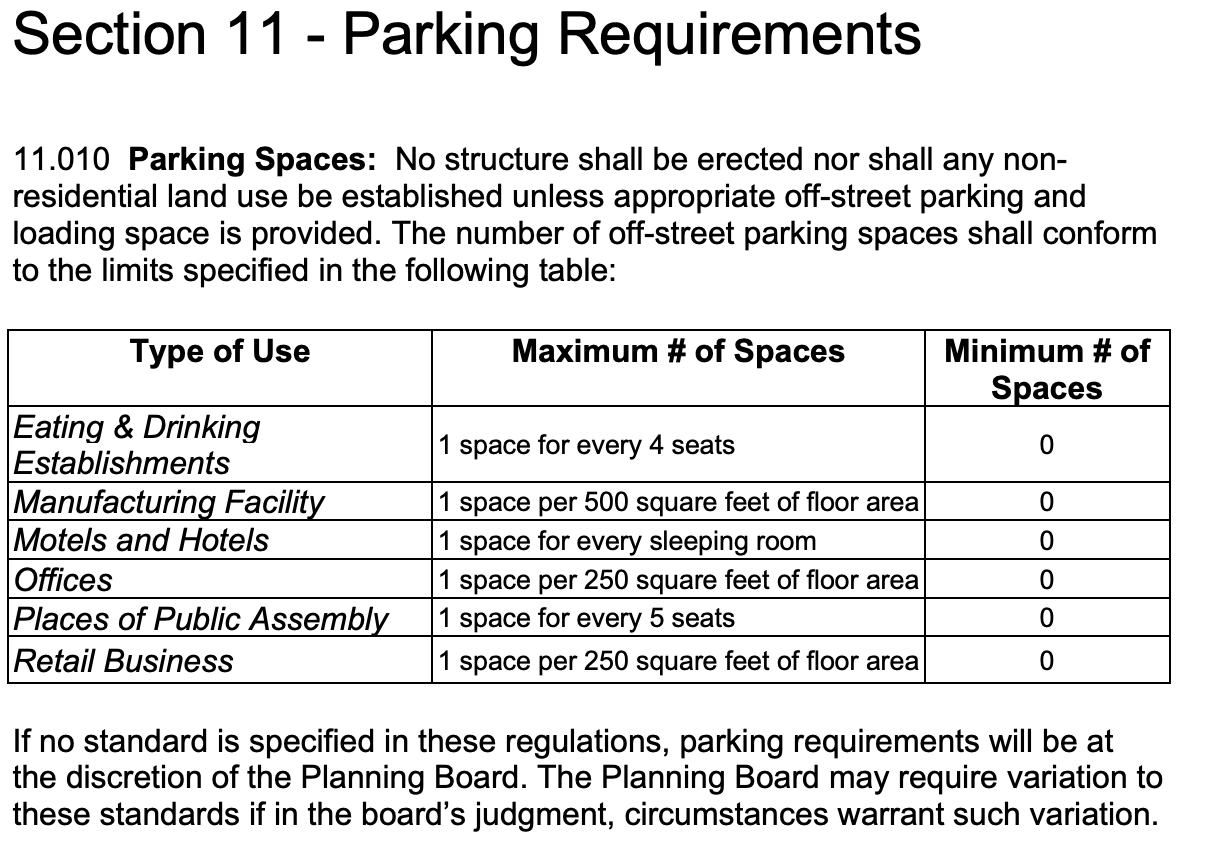 Section 11 - Parking Requirements
11.010 Parking Spaces: No structure shall be erected nor shall any non-
residential land use be established unless appropriate off-street parking and
loading space is provided. The number of off-street parking spaces shall conform
to the limits specified in the following table:
Type of Use Maximum # of Spaces Minimum # of
Spaces
Eating & Drinking
Establishments 1 space for every 4 seats 0
Manufacturing Facility 1 space per 500 square feet of floor area 0
Motels and Hotels 1 space for every sleeping room 0
Offices 1 space per 250 square feet of floor area 0
Places of Public Assembly 1 space for every 5 seats 0
Retail Business 1 space per 250 square feet of floor area 0
If no standard is specified in these regulations, parking requirements will be at
the discretion of the Planning Board. The Planning Board may require variation to
these standards if in the board’s judgment, circumstances warrant such variation.